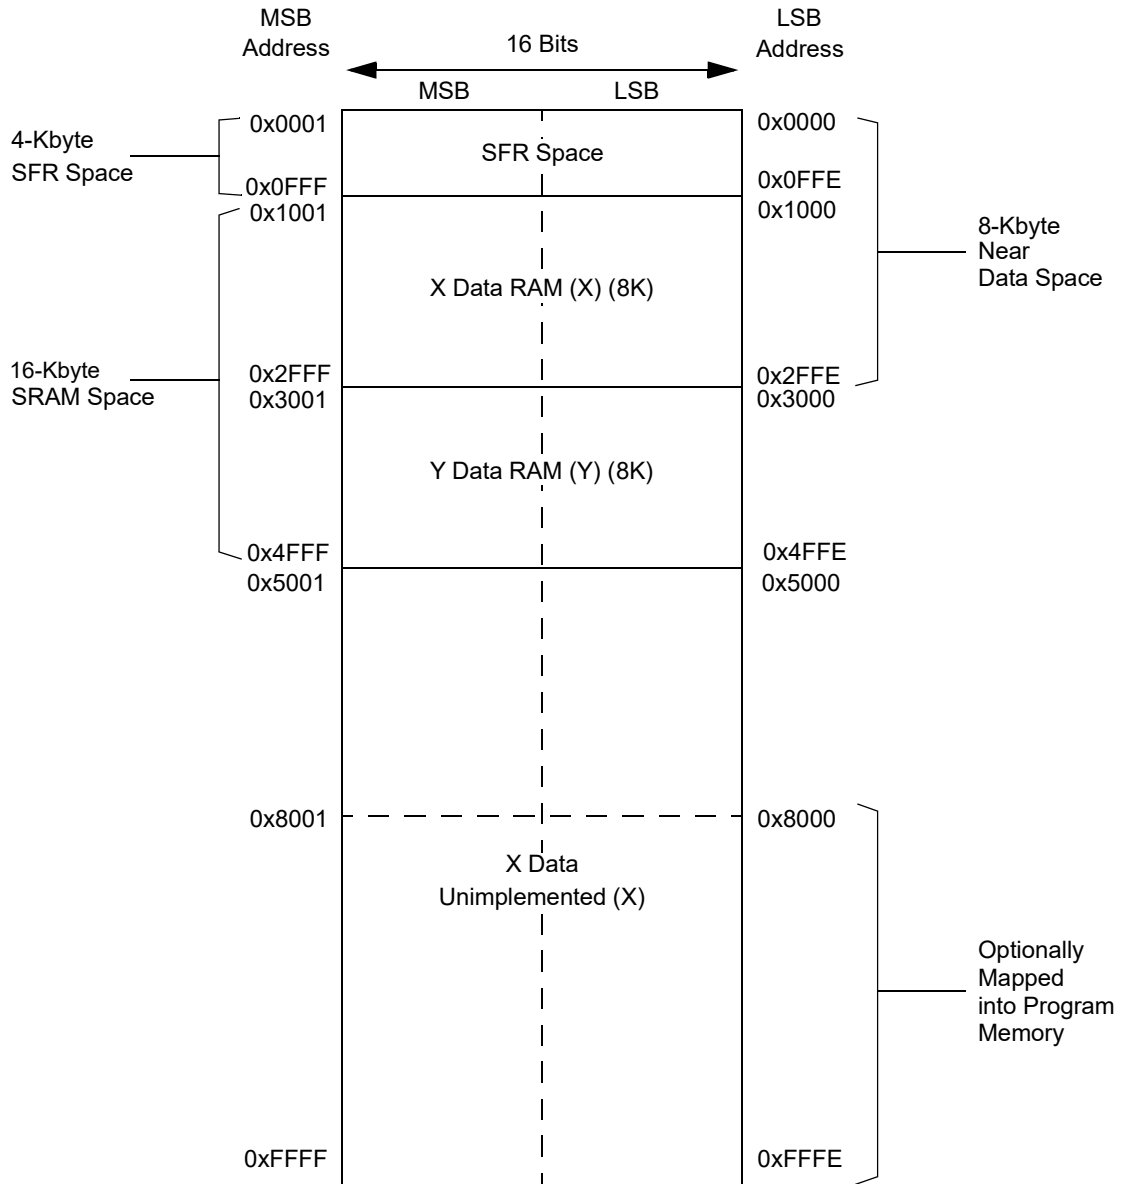 MSB
Address
16 Bits
LSB
Address
MSB
LSB
0x0001
0x0000
4-Kbyte
SFR Space
SFR Space
0x0FFF
0x0FFE
0x1001
0x1000
8-Kbyte
Near
Data Space
X Data RAM (X) (8K)
16-Kbyte
SRAM Space
0x2FFF
0x2FFE
0x3001
0x3000
Y Data RAM (Y) (8K)
0x4FFF
0x4FFE
0x5001
0x5000
0x8001
0x8000
X Data
Unimplemented (X)
Optionally
Mapped
into Program
Memory
0xFFFF
0xFFFE